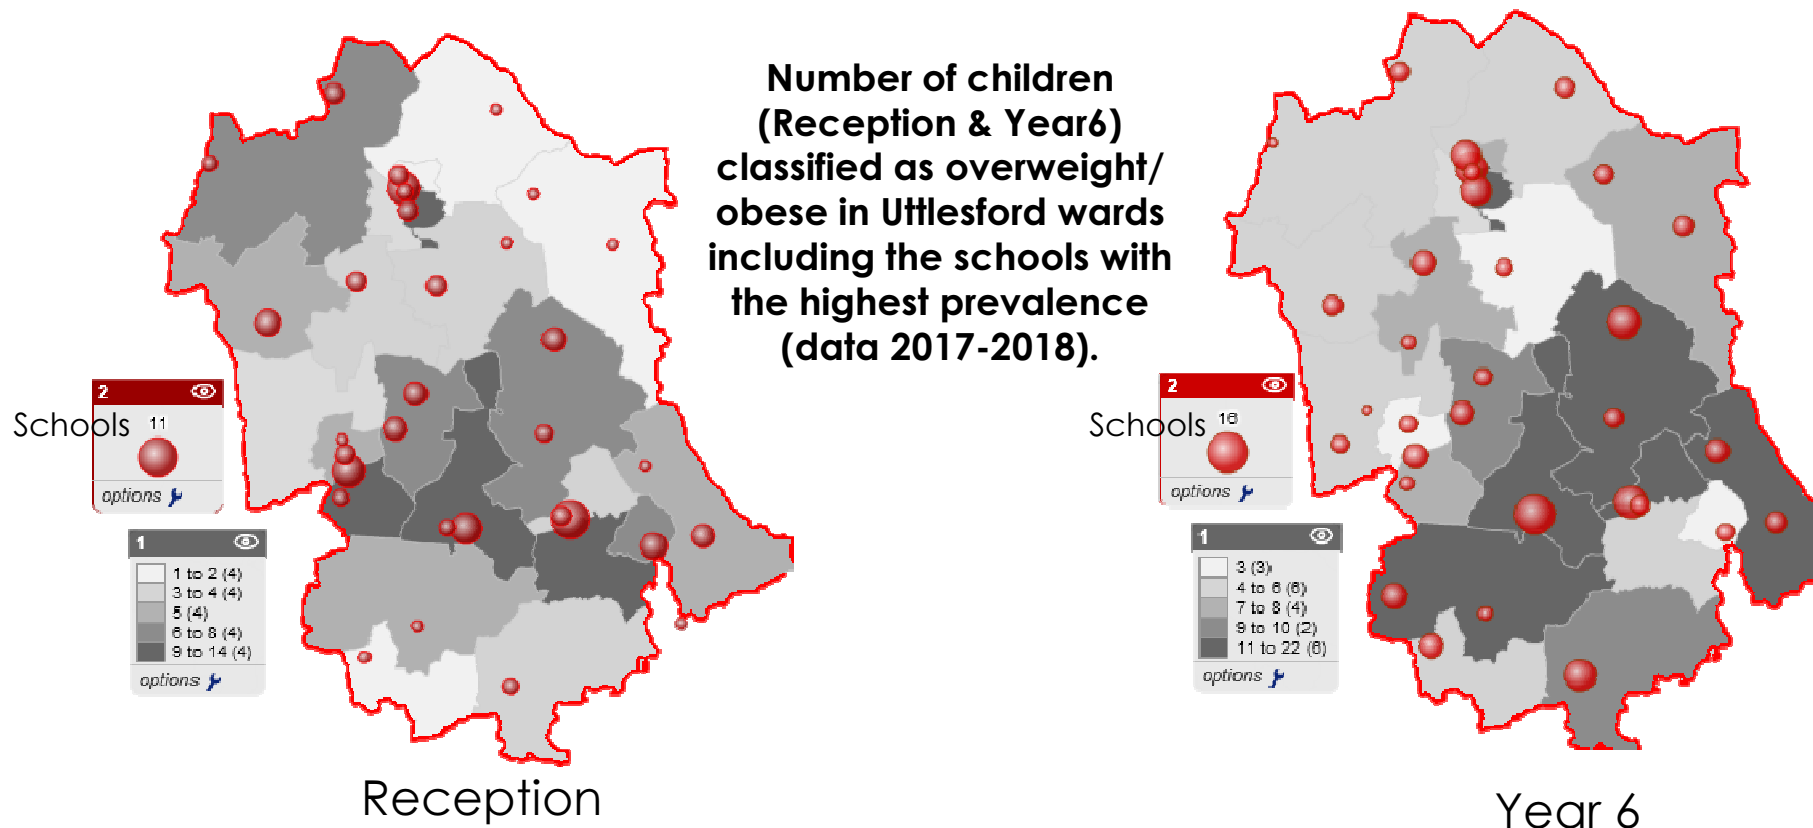 Number of children
(Reception & Year6)
classified as overweight/
obese in Uttlesford wards
including the schools with
the highest prevalence
(data 2017-2018).
2
Schools
11
options
1
1 to 2 (4)
3 to 4 (4)
5 (4)
6 to 8 (4)
9 to 14 (4)
options
Reception
2
Schools
16
options
1
3 (3)
4 to 6 (6)
7 to 8 (4)
9 to 10 (2)
11 to 22 (6)
options
Year 6